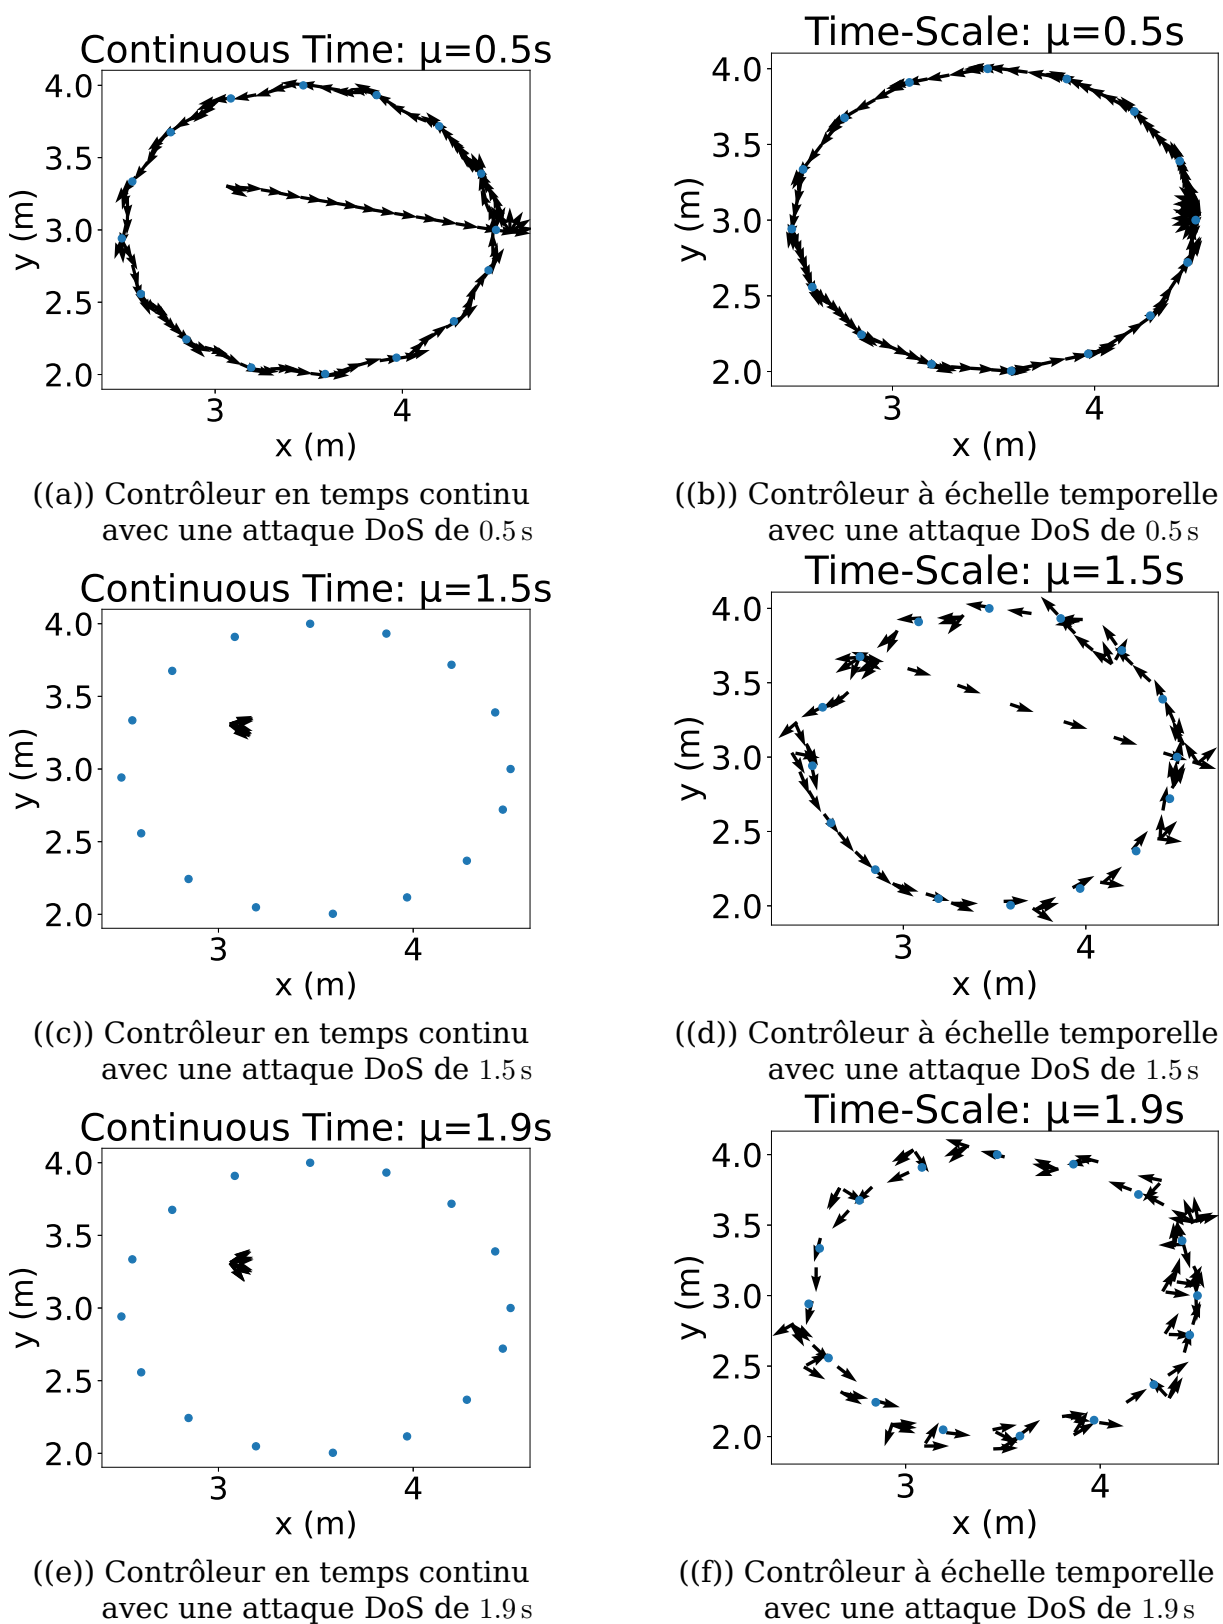 Continuous Time: μ=0.5s
4.0
3.5
3.0
2.5
2.0
y (m)
3 4
x (m)
((a)) Contrôleur en temps continu
avec une attaque DoS de 0.5 s
Time-Scale: μ=0.5s
4.0
3.5
3.0
2.5
2.0
y (m)
3 4
x (m)
((b)) Contrôleur à échelle temporelle
avec une attaque DoS de 0.5 s
Continuous Time: μ=1.5s
4.0
3.5
3.0
2.5
2.0
y (m)
3 4
x (m)
((c)) Contrôleur en temps continu
avec une attaque DoS de 1.5 s
Time-Scale: μ=1.5s
4.0
3.5
3.0
2.5
2.0
y (m)
3 4
x (m)
((d)) Contrôleur à échelle temporelle
avec une attaque DoS de 1.5 s
Continuous Time: μ=1.9s
4.0
3.5
3.0
2.5
2.0
y (m)
3 4
x (m)
((e)) Contrôleur en temps continu
avec une attaque DoS de 1.9 s
Time-Scale: μ=1.9s
4.0
3.5
3.0
2.5
2.0
y (m)
3 4
x (m)
((f)) Contrôleur à échelle temporelle
avec une attaque DoS de 1.9 s